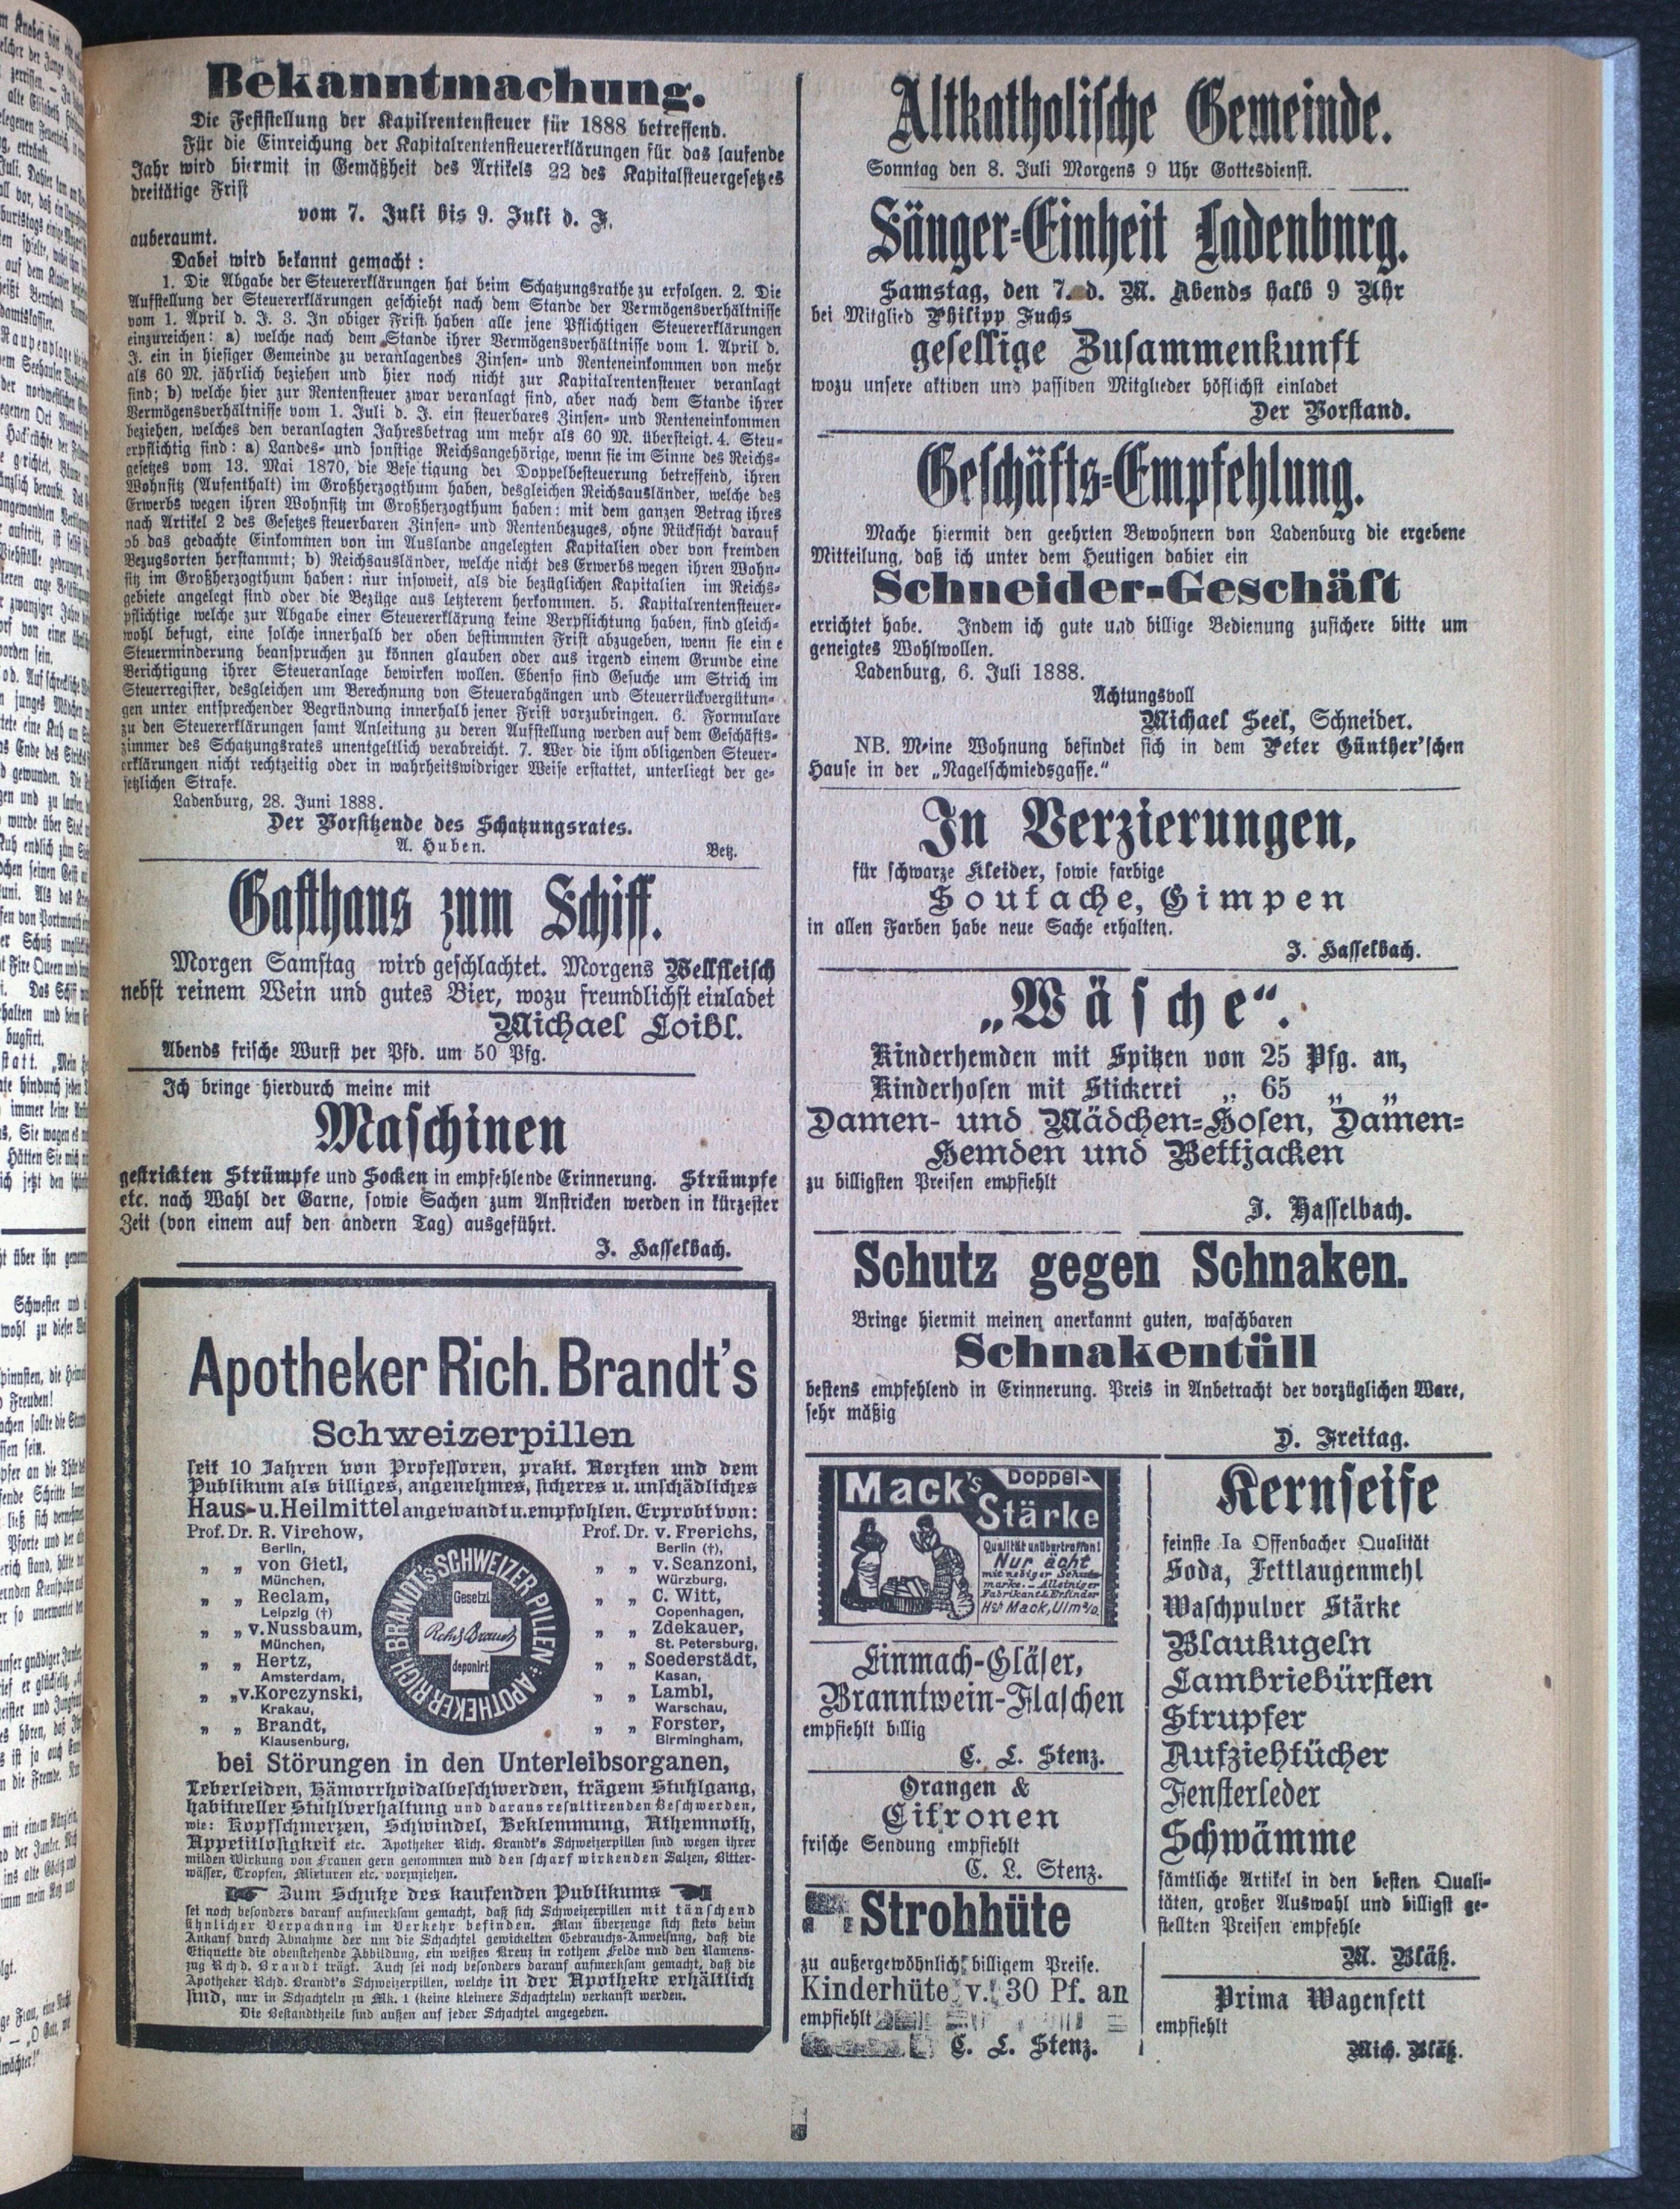 Bekanntmachung.
Die Feststellung der Kapilrentensteuer für 1888 betreffend.
Für die Einreichung der Kapitalrentensteuererklärungen für das laufende
Jahr wird hiermit in Gemäßheit des Artikels 22 des Kapitalsteuergesetzes
dreitätige Frist
vom 7. Juli bis 9. Juli d. J.
auberaumt.
Dabei wird bekannt gemacht:
1. Die Abgabe der Steuererklärungen hat beim Schatzungsrathe zu erfolgen. 2. Die
Aufstellung der Steuererklärungen geschieht nach dem Stande der Vermögensverhältnisse
vom 1. April d. J. 3. In obiger Frist haben alle jene Pflichtigen Steuererklärungen
einzureichen: a) welche nach dem Stande ihrer Vermögensverhältnisse vom 1. April d.
J. ein in hiesiger Gemeinde zu veranlagendes Zinsen- und Renteneinkommen von mehr
als 60 M. jährlich beziehen und hier noch nicht zur Kapitalrentensteuer veranlagt
sind; b) welche hier zur Rentensteuer zwar veranlagt sind, aber nach dem Stande ihrer
Vermögensverhältnisse vom 1. Juli d. J. ein steuerbares Zinsen- und Renteneinkommen
beziehen, welches den veranlagten Jahresbetrag um mehr als 60 M. übersteigt. 4. Steu-
erpflichtig sind: a) Landes- und sonstige Reichsangehörige, wenn sie im Sinne des Reichs-
gesetzes vom 13. Mai 1870, die Bese tigung der Doppelbesteuerung betreffend, ihren
Wohnsitz (Aufenthalt) im Großherzogthum haben, desgleichen Reichsausländer, welche des
Erwerbs wegen ihren Wohnsitz im Großherzogthum haben: mit dem ganzen Betrag ihres
nach Artikel 2 des Gesetzes steuerbaren Zinsen- und Rentenbezuges, ohne Rücksicht darauf
ob das gedachte Einkommen von im Auslande angelegten Kapitalien oder von fremden
Bezugsorten herstammt; b) Reichsausländer, welche nicht des Erwerbs wegen ihren Wohn-
sitz im Großherzogthum haben: nur insoweit, als die bezüglichen Kapitalien im Reichs-
gebiete angelegt sind oder die Bezüge aus letzterem herkommen. 5. Kapitalrentensteuer-
pflichtige welche zur Abgabe einer Steuererklärung keine Verpflichtung haben, sind gleich-
wohl befugt, eine solche innerhalb der oben bestimmten Frist abzugeben, wenn sie eine
Steuerminderung beanspruchen zu können glauben oder aus irgend einem Grunde eine
Berichtigung ihrer Steueranlage bewirken wollen. Ebenso sind Gesuche um Strich im
Steuerregister, desgleichen um Berechnung von Steuerabgängen und Steuerrückvergütun-
gen unter entsprechender Begründung innerhalb jener Frist vorzubringen. 6. Formulare
zu den Steuererklärungen samt Anleitung zu deren Aufstellung werden auf dem Geschäfts-
zimmer des Schatzungsrates unentgeltlich verabreicht. 7. Wer die ihm obligenden Steuer-
erklärungen nicht rechtzeitig oder in wahrheitswidriger Weise erstattet, unterliegt der ge-
setzlichen Strafe.
Ladenburg, 28. Juni 1888.
Der Vorsitzende des Schatzungsrates.
A. Huben.
Betz.
Gasthaus zum Schiff.
Morgen Samstag wird geschlachtet. Morgens Wellfleisch
nebst reinem Wein und gutes Bier, wozu freundlichst einladet
Michael Loibl.
Abends frische Wurst per Pfd. um 50 Pfg.
Ich bringe hierdurch meine mit
Maschinen
gestrickten Strümpfe und Socken in empfehlende Erinnerung. Strümpfe
etc. nach Wahl der Garne, sowie Sachen zum Anstricken werden in kürzester
Zeit (von einem auf den andern Tag) ausgeführt.
J. Hasselbach.
Apotheker Rich. Brandt's
Schweizerpillen
seit 10 Jahren von Professoren, prakt. Aerzten und dem
Publikum als billiges, angenehmes, sicheres u. unschädliches
Haus- u. Heilmittel angewandt u. empfohlen. Erprobt von:
Prof. Dr. R. Virchow,
Berlin,
„ „ von Gietl,
München,
„ „ Reclam,
Leipzig (†)
„ „ v. Nussbaum,
München,
„ „ Hertz,
Amsterdam,
„ „ v. Korczynski,
Krakau,
„ „ Brandt,
Klausenburg,
APOTHEKER RICH. BRANDT'S SCHWEIZERPILLEN
Gesetzl
Rchd Brandt
deponirt
Prof. Dr. v. Frerichs,
Berlin (†),
„ „ v. Scanzoni,
Würzburg,
„ „ C. Witt,
Copenhagen,
„ „ Zdekauer,
St. Petersburg,
„ „ Soederstädt,
Kasan,
„ „ Lambl,
Warschau,
„ „ Forster,
Birmingham,
bei Störungen in den Unterleibsorganen,
Leberleiden, Hämorrhoidalbeschwerden, trägem Stuhlgang,
habitueller Stuhlverhaltung und daraus resultirenden Beschwerden,
wie: Kopfschmerzen, Schwindel, Beklemmung, Athemnoth,
Appetitlosigkeit etc. Apotheker Rich. Brandt's Schweizerpillen sind wegen ihrer
milden Wirkung von Frauen gern genommen und den scharf wirkenden Salzen, Bitter-
wässer, Tropfen, Mixturen etc. vorzuziehen.
Zum Schutze des kaufenden Publikums
sei noch besonders darauf aufmerksam gemacht, daß sich Schweizerpillen mit täuschend
ähnlicher Verpackung im Verkehr befinden. Man überzeuge sich stets beim
Ankauf durch Abnahme der um die Schachtel gewickelten Gebrauchs-Anweisung, daß die
Etiquette die obenstehende Abbildung, ein weißes Kreuz in rothem Felde und den Namens-
zug Rchd. Brandt trägt. Auch sei noch besonders darauf aufmerksam gemacht, daß die
Apotheker Rchd. Brandt's Schweizerpillen, welche in der Apotheke erhältlich
sind, nur in Schachteln zu Mk. 1 (keine kleinere Schachteln) verkauft werden.
Die Bestandtheile sind außen auf jeder Schachtel angegeben.
Altkatholische Gemeinde.
Sonntag den 8. Juli Morgens 9 Uhr Gottesdienst.
Sänger-Einheit Ladenburg.
Samstag, den 7. d. M. Abends halb 9 Uhr
bei Mitglied Philipp Fuchs
gesellige Zusammenkunft
wozu unsere aktiven und passiven Mitglieder höflichst einladet
Der Vorstand.
Geschäfts-Empfehlung.
Mache hiermit den geehrten Bewohnern von Ladenburg die ergebene
Mitteilung, daß ich unter dem Heutigen dahier ein
Schneider-Geschäft
errichtet habe. Indem ich gute und billige Bedienung zusichere bitte um
geneigtes Wohlwollen.
Ladenburg, 6. Juli 1888.
Achtungsvoll
Michael Seel, Schneider.
NB. Meine Wohnung befindet sich in dem Peter Günther'schen
Hause in der „Nagelschmiedsgasse."
In Verzierungen,
für schwarze Kleider, sowie farbige
Soutache, Gimpen
in allen Farben habe neue Sache erhalten.
J. Hasselbach.
„Wäsche“.
Kinderhemden mit Spitzen von 25 Pfg. an,
Kinderhosen mit Stickerei „ 65 „ „
Damen- und Mädchen-Hosen, Damen-
Hemden und Bettjacken
zu billigsten Preisen empfiehlt
J. Hasselbach.
Schutz gegen Schnaken.
Bringe hiermit meinen anerkannt guten, waschbaren
Schnakentüll
bestens empfehlend in Erinnerung. Preis in Anbetracht der vorzüglichen Ware,
sehr mäßig
D. Freitag.
Mack's Doppel-
Stärke
Qualität unübertroffen!
Nur ächt
mit nebiger Schutz-
marke. - Alleiniger
Fabrikant & Erfinder
Hch Mack, Ulm a/D.
Einmach-Gläser,
Branntwein-Flaschen
empfiehlt billig
C. L. Stenz.
Orangen &
Citronen
frische Sendung empfiehlt
C. L. Stenz.
Strohhüte
zu außergewöhnlich billigem Preise.
Kinderhüte v. 30 Pf. an
empfiehlt
C. L. Stenz.
Kernseife
feinste Ia Offenbacher Qualität
Soda, Fettlaugenmehl
Waschpulver Stärke
Blaukugeln
Lambriebürsten
Strupfer
Aufziehtücher
Fensterleder
Schwämme
sämtliche Artikel in den besten Quali-
täten, großer Auswahl und billigst ge-
stellten Preisen empfehle
M. Bläß.
Prima Wagenfett
empfiehlt
Mich. Bläß.